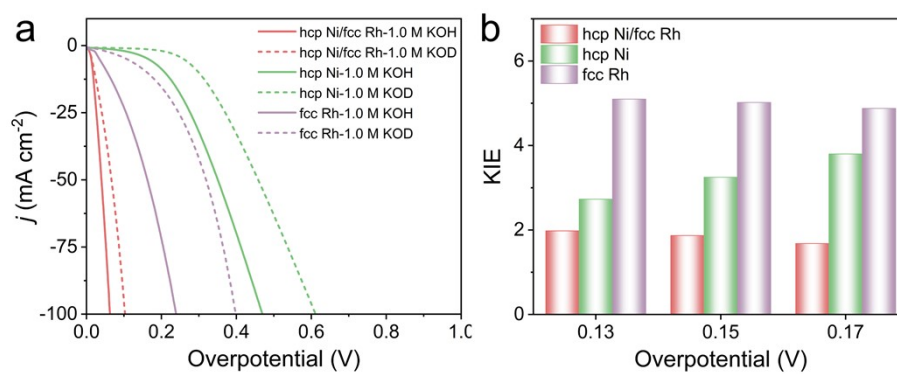 a
hcp Ni/fcc Rh-1.0 M KOH
hcp Ni/fcc Rh-1.0 M KOD
hcp Ni-1.0 M KOH
hcp Ni-1.0 M KOD
fcc Rh-1.0 M KOH
fcc Rh-1.0 M KOD
j (mA cm⁻²)
0
-25
-50
-75
-100
0.0 0.2 0.4 0.6 0.8 1.0
Overpotential (V)
b
hcp Ni/fcc Rh
hcp Ni
fcc Rh
KIE
6
4
2
0
0.13 0.15 0.17
Overpotential (V)